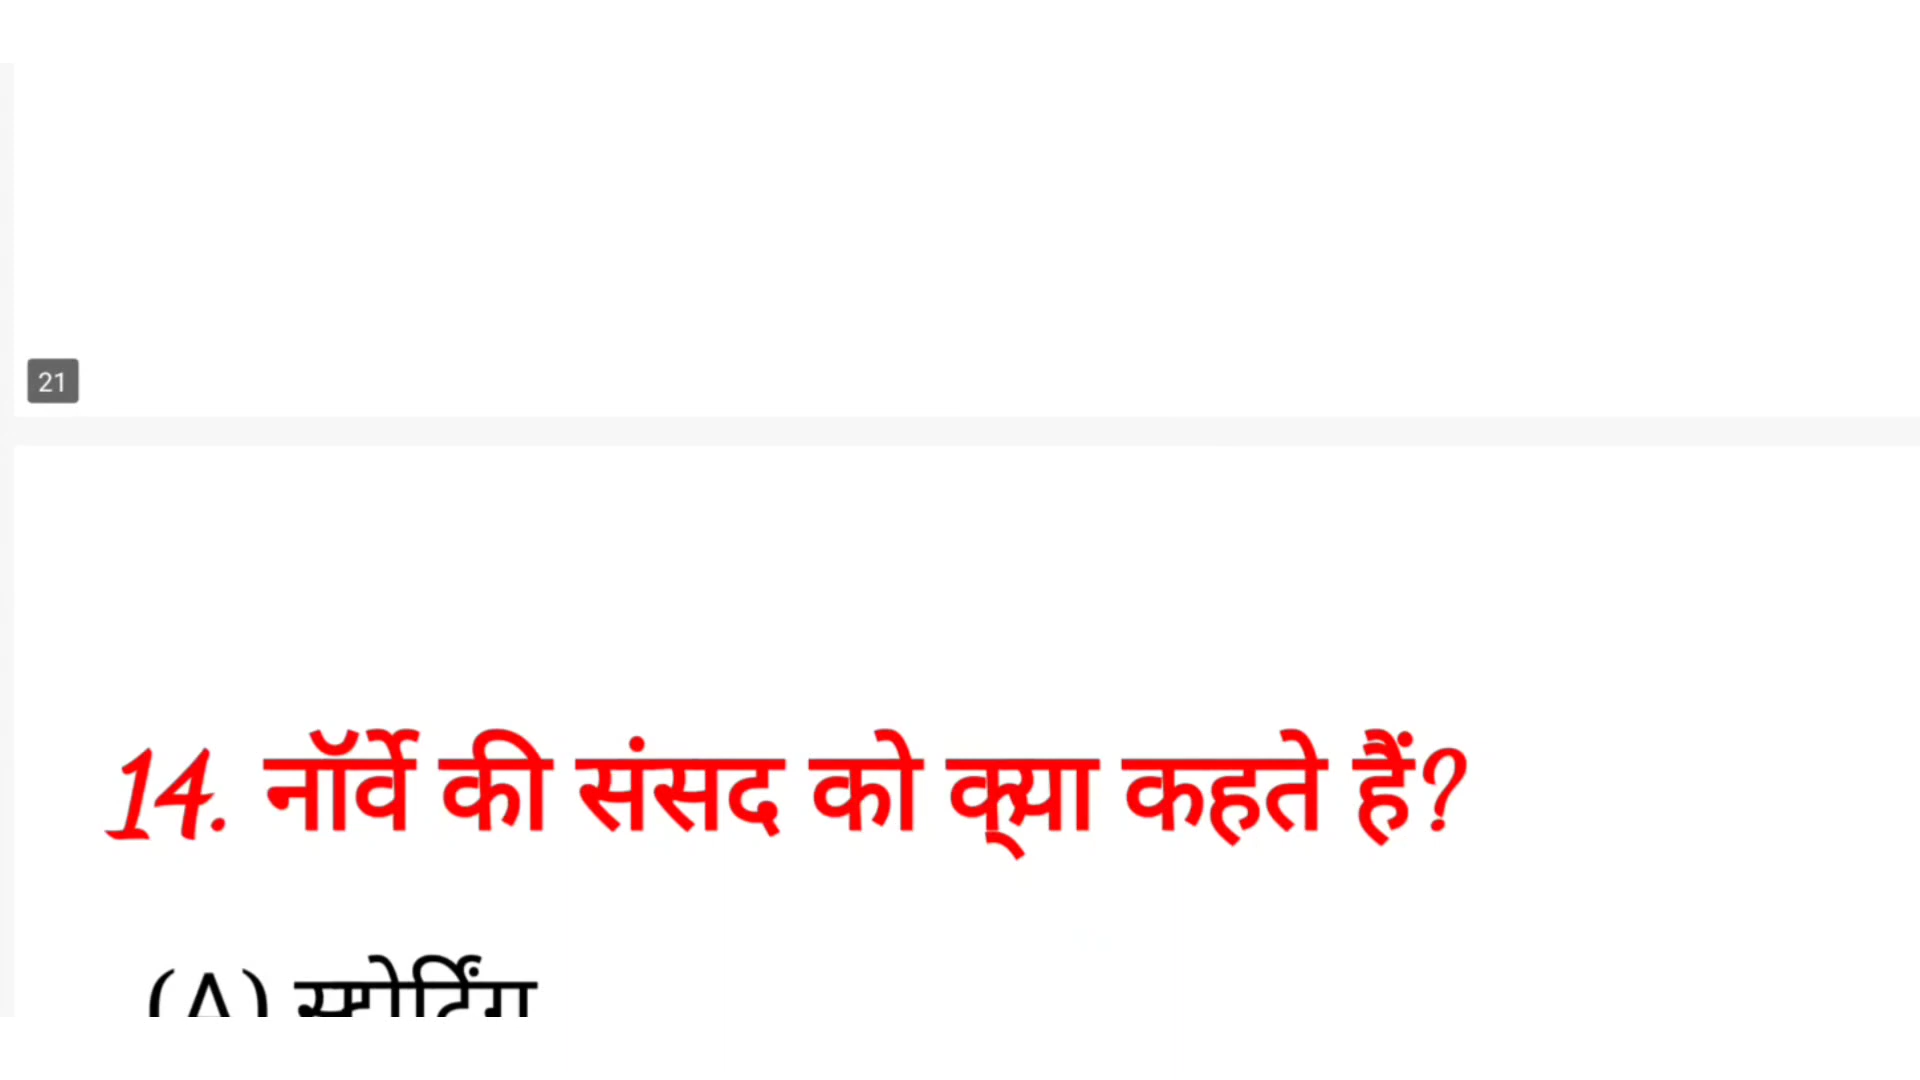 21
14. नॉर्वे की संसद को क्या कहते हैं?
(A)